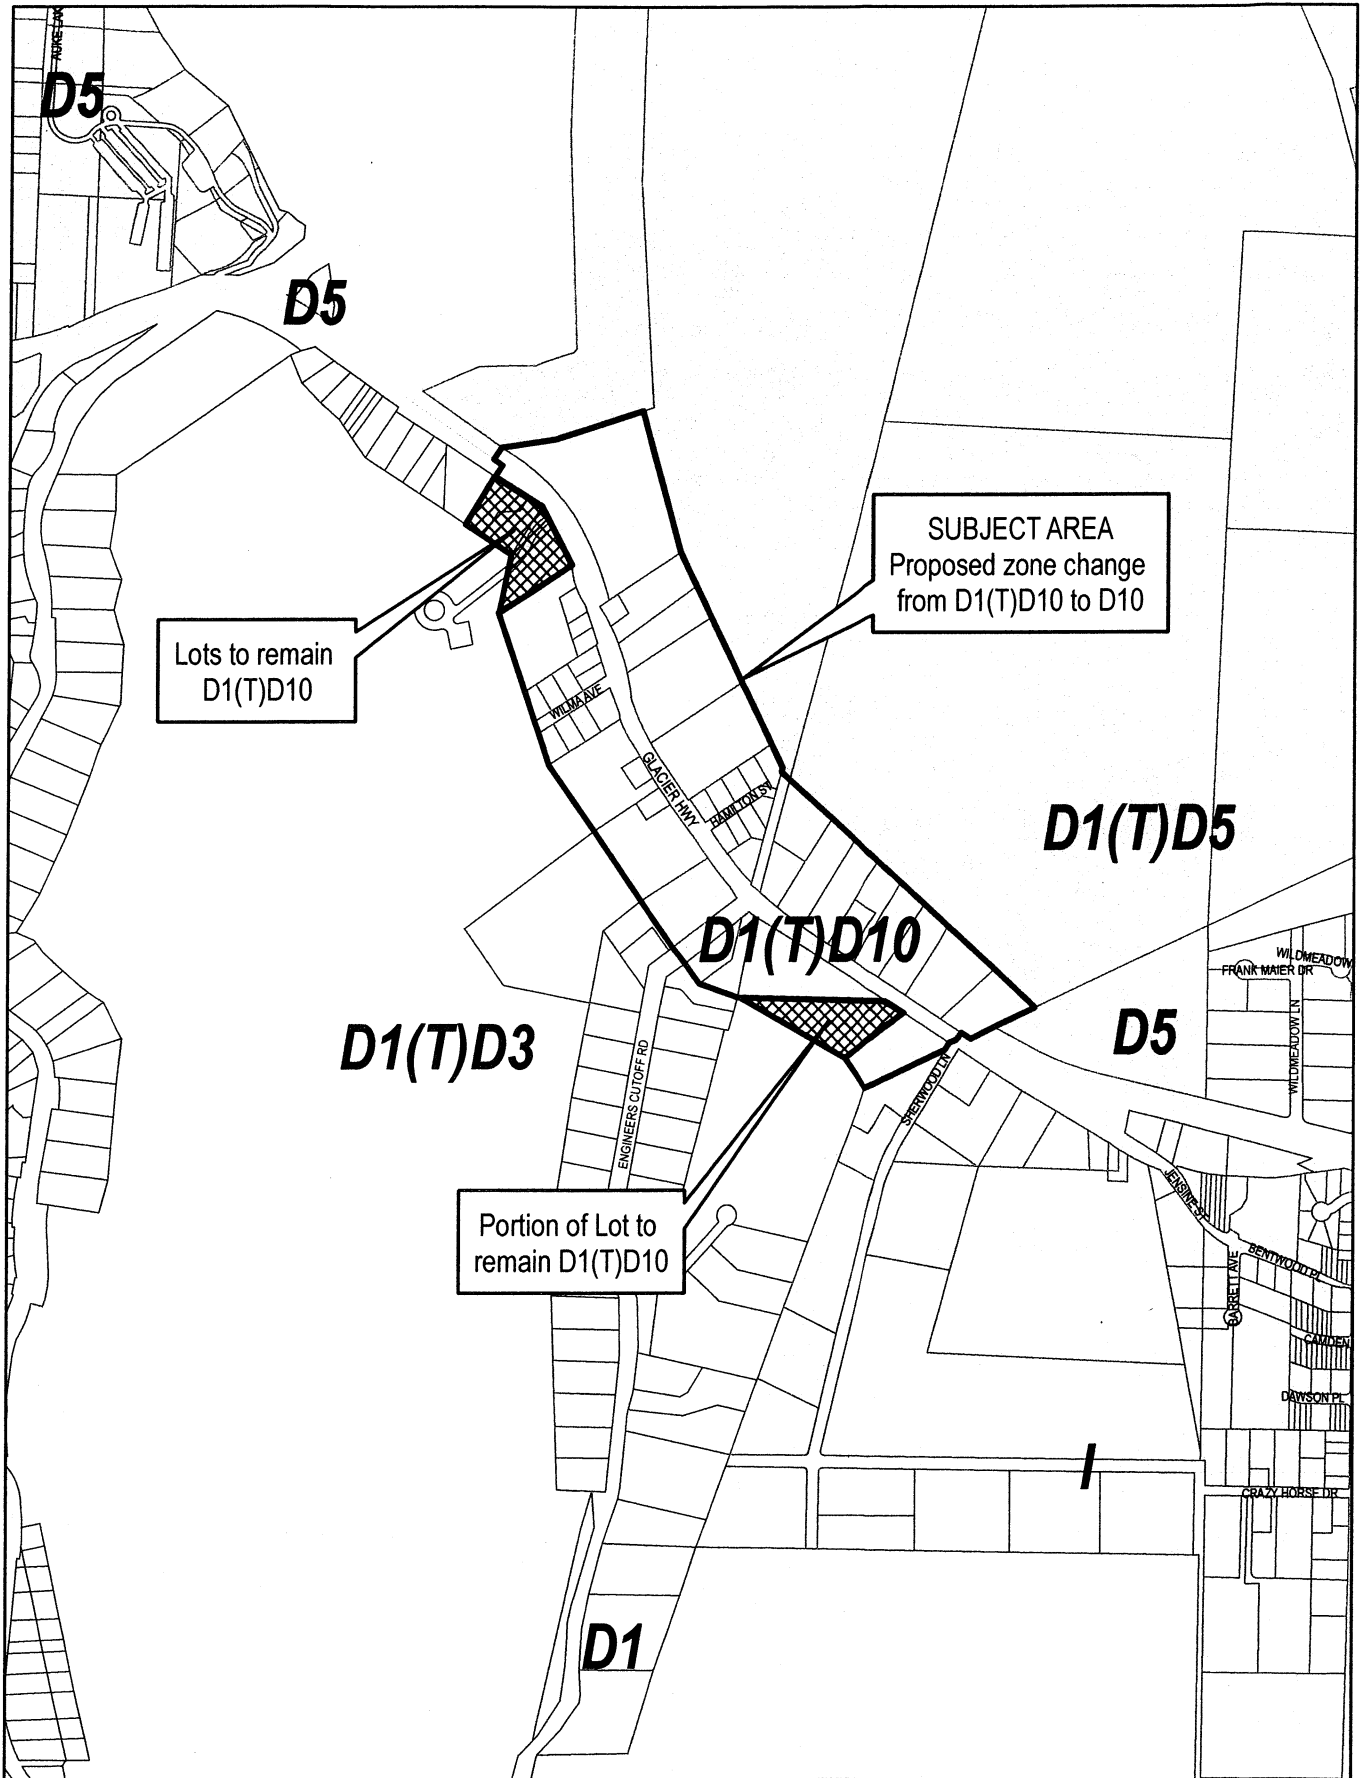 AUKE LAK
D5
D5
SUBJECT AREA
Proposed zone change
from D1(T)D10 to D10
Lots to remain
D1(T)D10
WILMA AVE
GLACIER HWY
HAMILTON ST
D1(T)D5
D1(T)D10
WILDMEADOW
FRANK MAIER DR
WILDMEADOW LN
D5
D1(T)D3
ENGINEERS CUTOFF RD
SHERWOOD LN
JENSINE ST
Portion of Lot to
remain D1(T)D10
BENTWOOD PL
BARRETT AVE
CAMDEN
DAWSON PL
I
CRAZY HORSE DR
D1